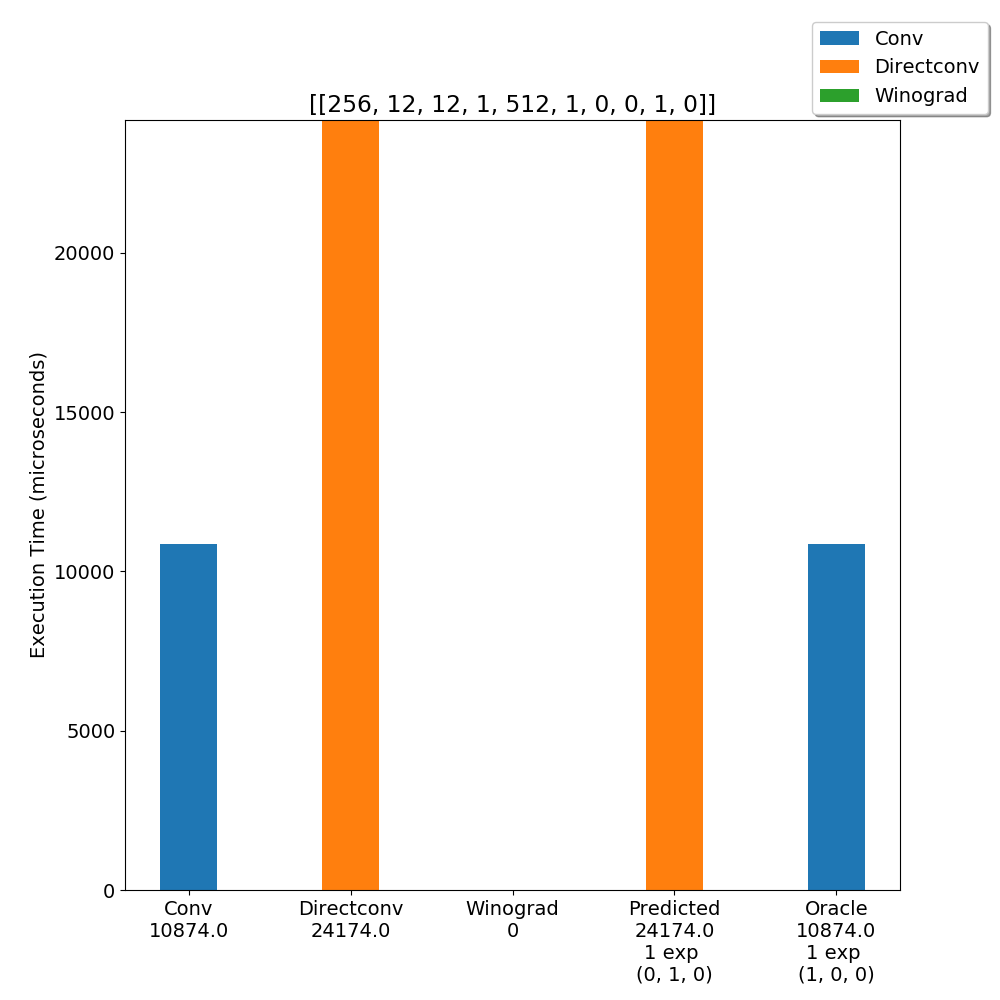 Conv
Directconv
Winograd
[[256, 12, 12, 1, 512, 1, 0, 0, 1, 0]]
Execution Time (microseconds)
20000
15000
10000
5000
0
Conv
10874.0
Directconv
24174.0
Winograd
0
Predicted
24174.0
1 exp
(0, 1, 0)
Oracle
10874.0
1 exp
(1, 0, 0)